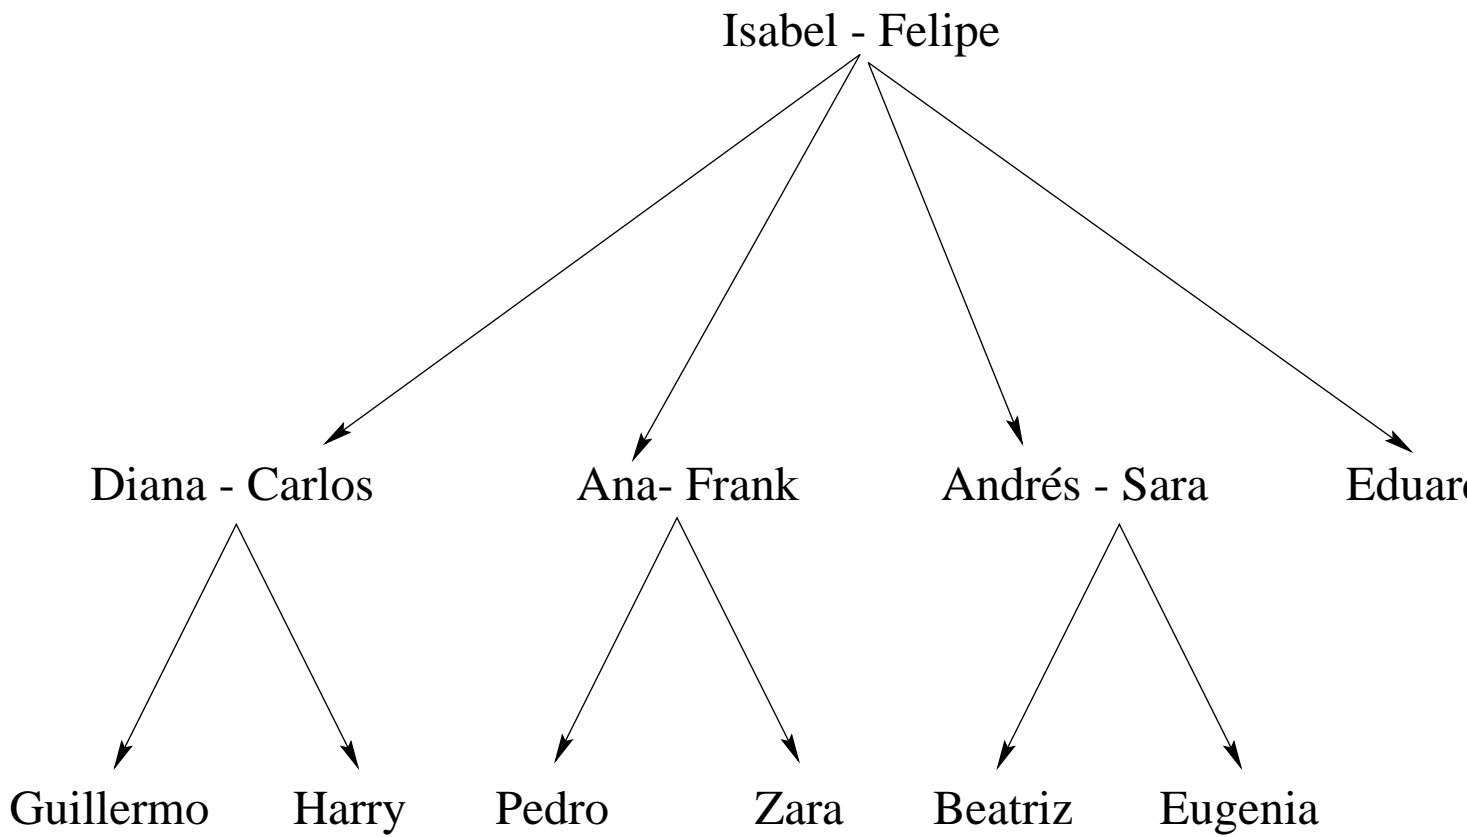 Isabel - Felipe
Diana - Carlos Ana- Frank Andrés - Sara
Guillermo Harry Pedro Zara Beatriz Eugenia